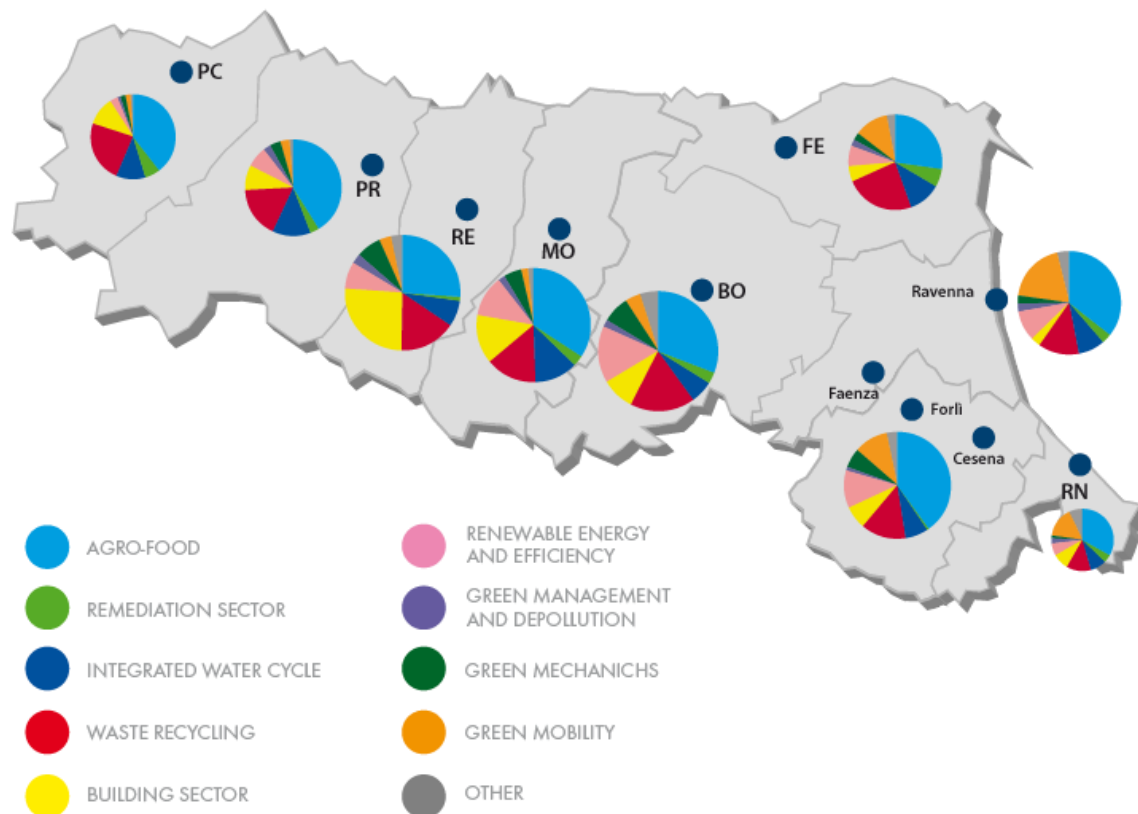 PC
FE
PR
RE
MO
BO
Ravenna
Faenza
Forlì
Cesena
RN
AGRO-FOOD
REMEDIATION SECTOR
INTEGRATED WATER CYCLE
WASTE RECYCLING
BUILDING SECTOR
RENEWABLE ENERGY
AND EFFICIENCY
GREEN MANAGEMENT
AND DEPOLLUTION
GREEN MECHANICHS
GREEN MOBILITY
OTHER